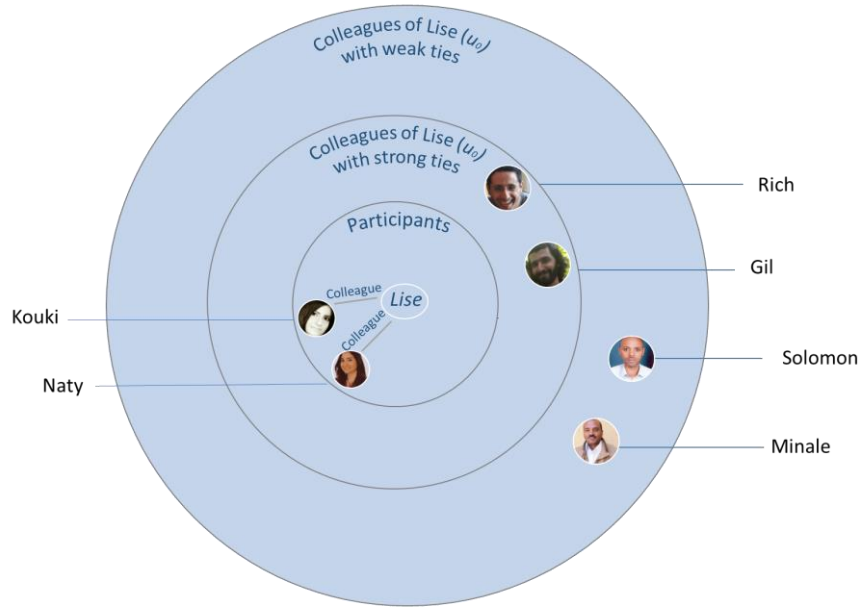 Colleagues of Lise (u₀)
with weak ties
Colleagues of Lise (u₀)
with strong ties
Participants
Colleague
Lise
Colleague
Rich
Gil
Kouki
Solomon
Naty
Minale